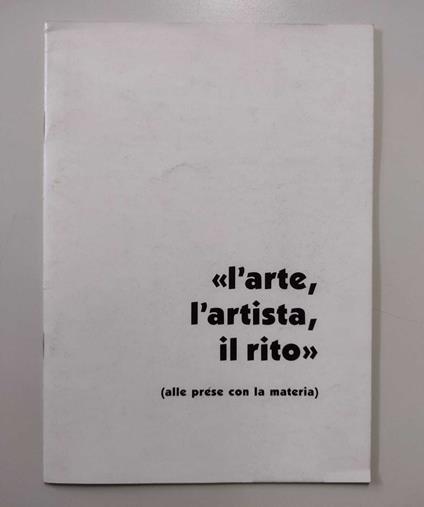 «l'arte,
l'artista,
il rito»
(alle prese con la materia)